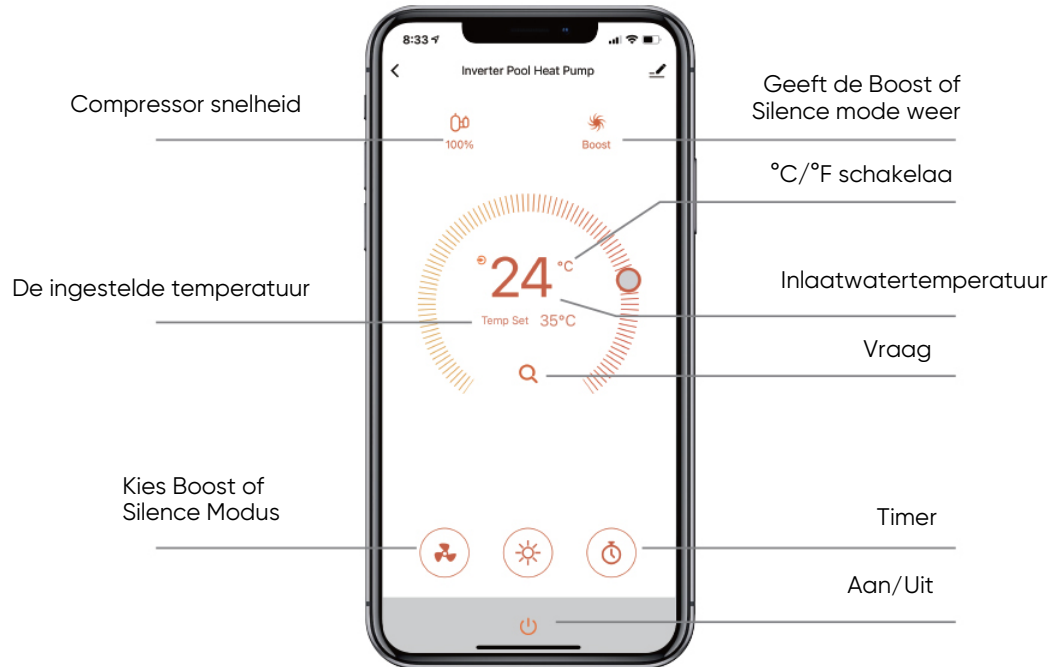 8:33
Inverter Pool Heat Pump
Compressor snelheid
Geeft de Boost of
Silence mode weer
100%
Boost
°C/°F schakelaa
24 °C
De ingestelde temperatuur
Inlaatwatertemperatuur
Temp Set 35°C
Vraag
Kies Boost of
Silence Modus
Timer
Aan/Uit